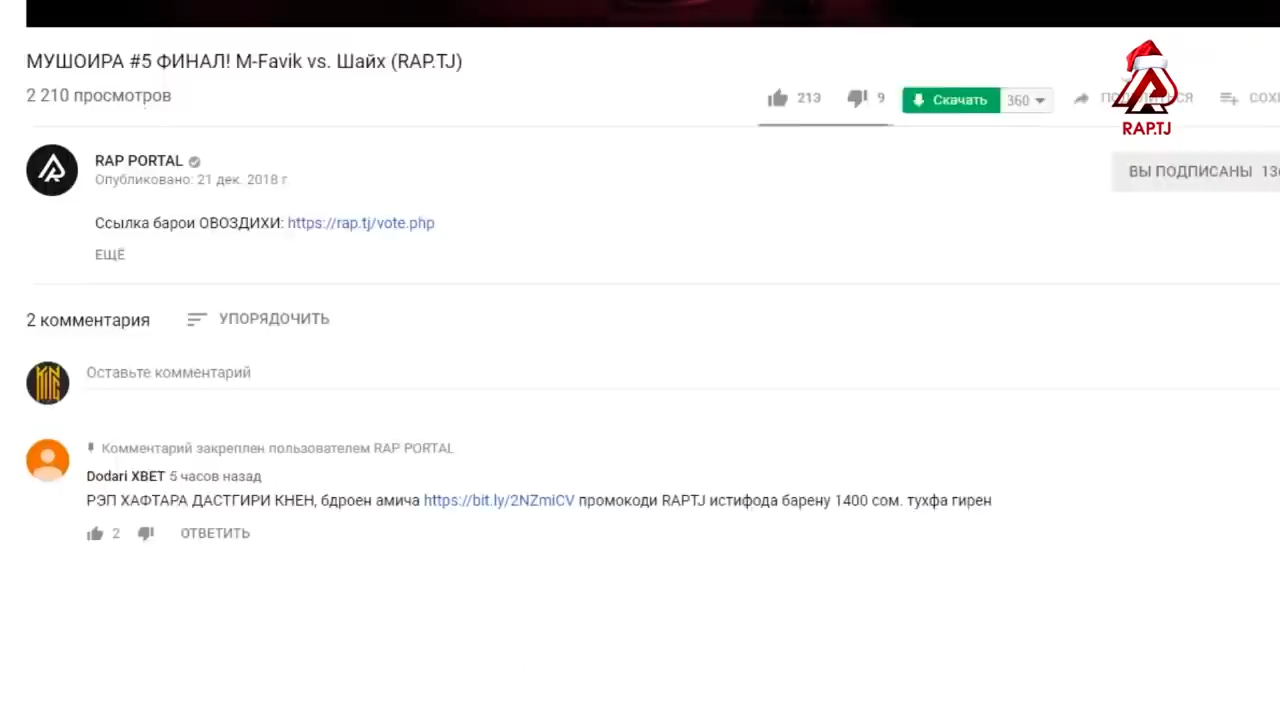 МУШОИРА #5 ФИНАЛ! M-Favik vs. Шайх (RAP.TJ)
2 210 просмотров
213
9
Скачать
360
RAP.TJ
RAP PORTAL
Опубликовано: 21 дек. 2018 г
ВЫ ПОДПИСАНЫ
Ссылка барои ОВОЗДИХИ: https://rap.tj/vote.php
ЕЩЁ
2 комментария
УПОРЯДОЧИТЬ
Оставьте комментарий
Комментарий закреплен пользователем RAP PORTAL
Dodari XBET 5 часов назад
РЭП ХАФТАРА ДАСТГИРИ КНЕН, бдроен амича https://bit.ly/2NZmiCV промокоди RAPTJ истифода барену 1400 сом. тухфа гирен
2
ОТВЕТИТЬ